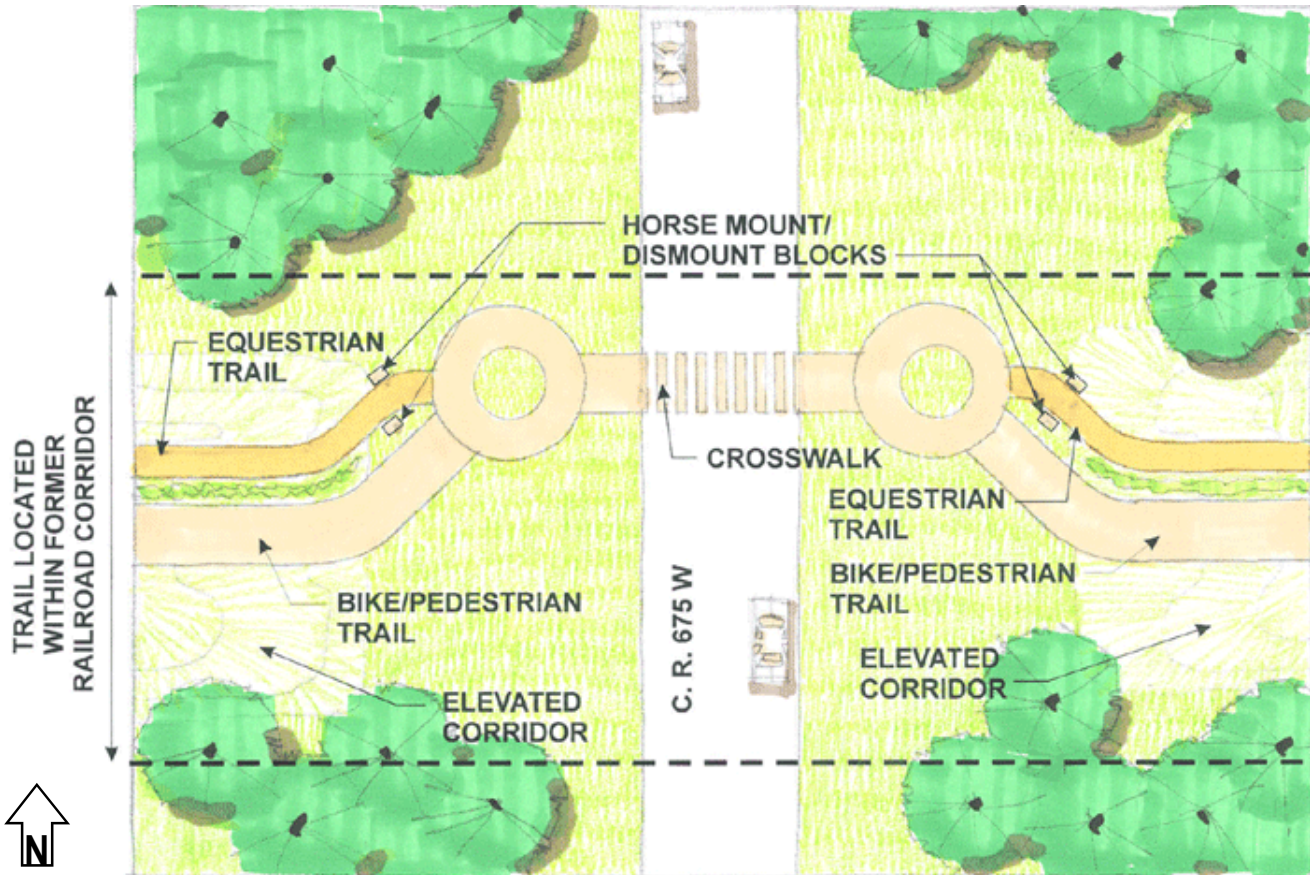 HORSE MOUNT/
DISMOUNT BLOCKS
EQUESTRIAN
TRAIL
TRAIL LOCATED
WITHIN FORMER
RAILROAD CORRIDOR
CROSSWALK
EQUESTRIAN
TRAIL
BIKE/PEDESTRIAN
TRAIL
BIKE/PEDESTRIAN
TRAIL
C. R. 675 W
ELEVATED
CORRIDOR
ELEVATED
CORRIDOR
N